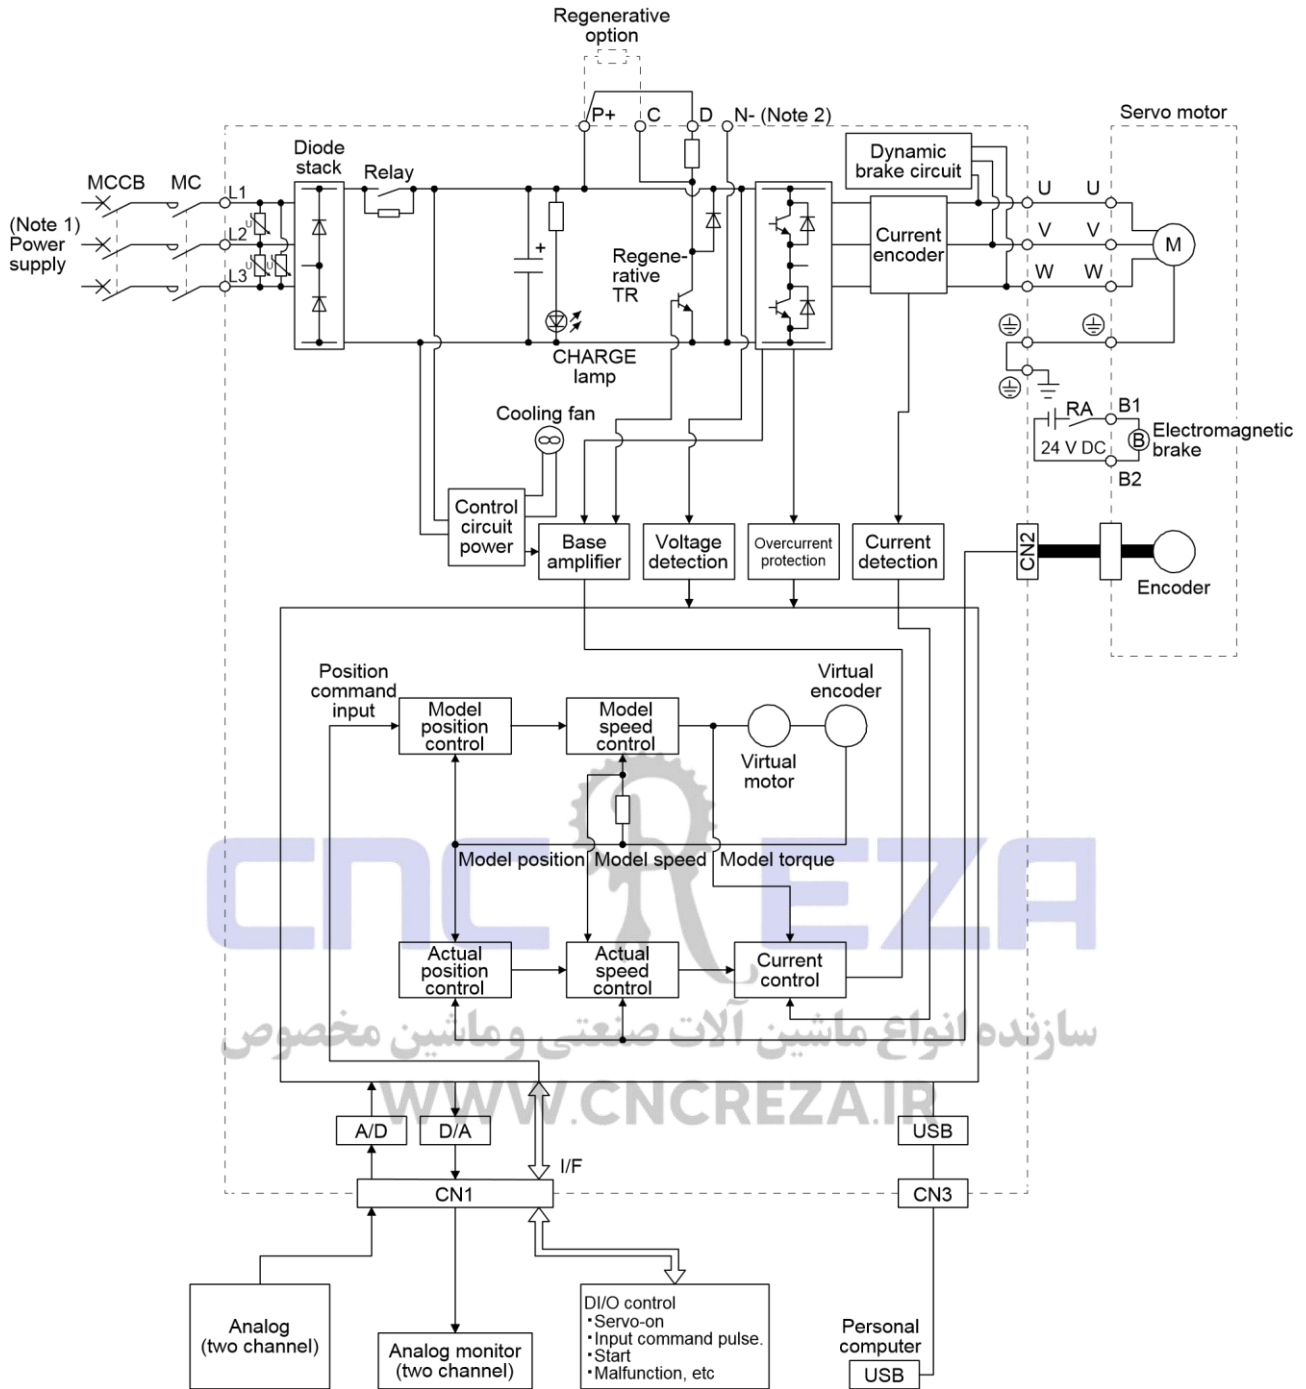 Regenerative
option
P+
C
D
N- (Note 2)
Servo motor
Diode
stack
Relay
Dynamic
brake circuit
MCCB
MC
L1
(Note 1)
Power
supply
L2
L3
U
U
U
U
U
V
V
W
W
M
Current
encoder
+
Regene-
rative
TR
CHARGE
lamp
Cooling fan
RA
B1
24 V DC
B
Electromagnetic
brake
B2
Control
circuit
power
Base
amplifier
Voltage
detection
Overcurrent
protection
Current
detection
CN2
Encoder
Position
command
input
Virtual
encoder
Model
position
control
Model
speed
control
Virtual
motor
CNC REZA
Model position
Model speed
Model torque
Actual
position
control
Actual
speed
control
Current
control
سازنده انواع ماشین آلات صنعتی و ماشین مخصوص
WWW.CNCREZA.IR
A/D
D/A
USB
I/F
CN1
CN3
Analog
(two channel)
Analog monitor
(two channel)
DI/O control
・Servo-on
・Input command pulse.
・Start
・Malfunction, etc
Personal
computer
USB